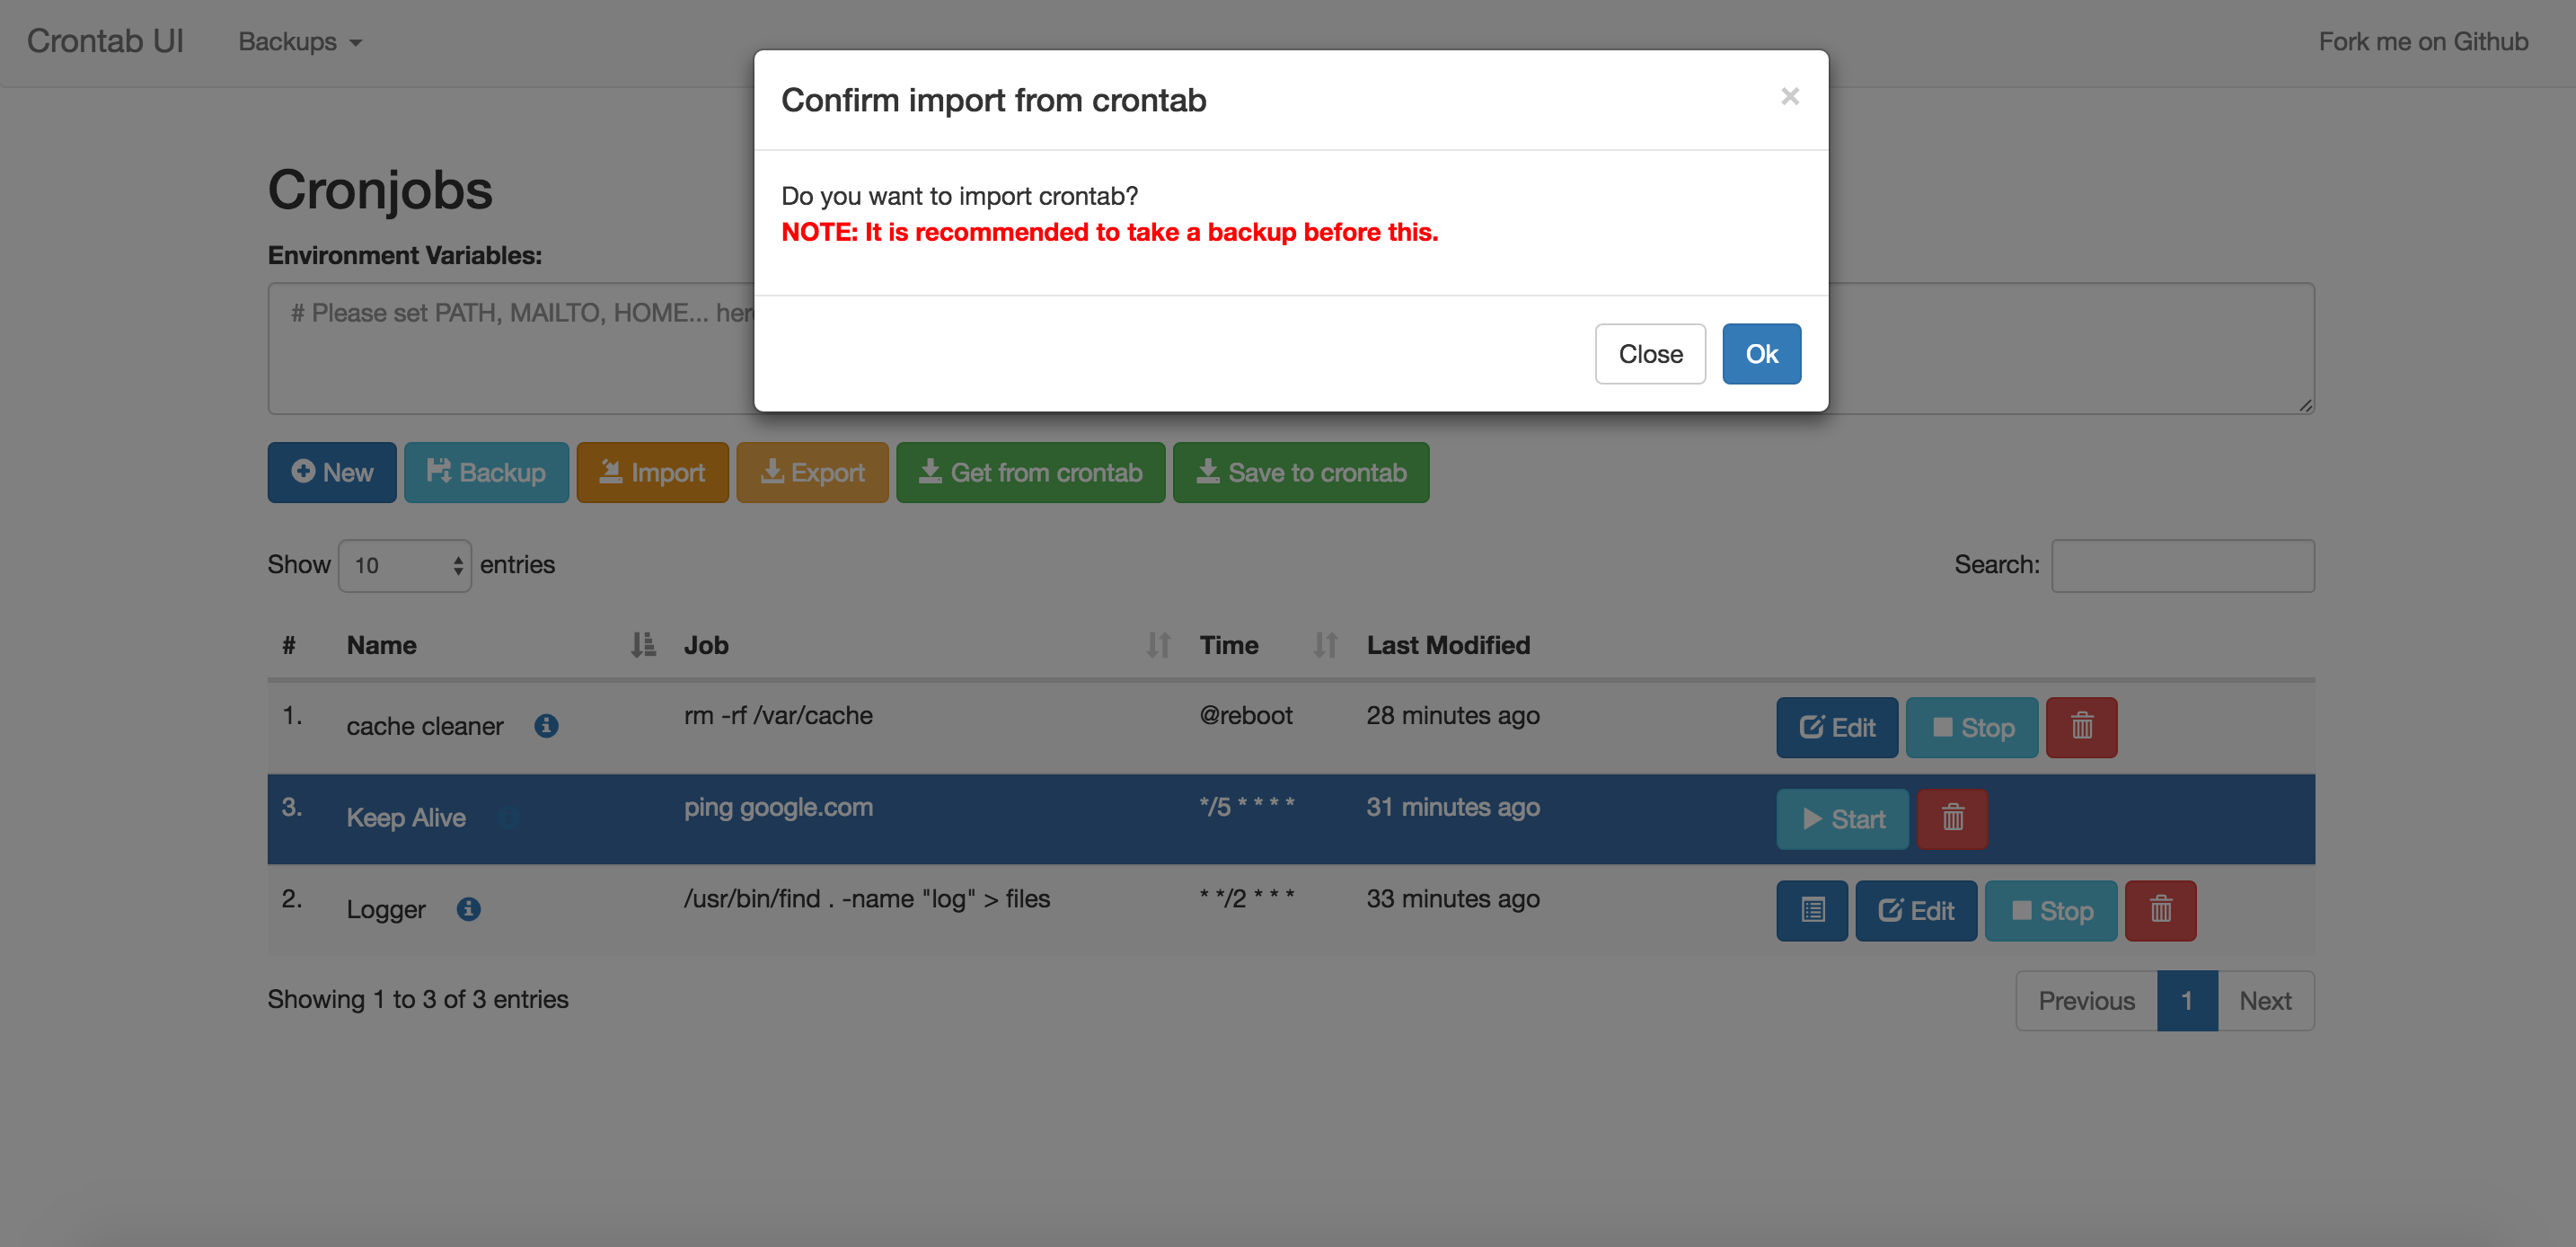 Crontab UI Backups Fork me on Github
Confirm import from crontab ×
Do you want to import crontab?
NOTE: It is recommended to take a backup before this.
Close Ok
Cronjobs
Environment Variables:
# Please set PATH, MAILTO, HOME... her
New Backup Import Export Get from crontab Save to crontab
Show 10 entries Search:
# Name Job Time Last Modified
1. cache cleaner rm -rf /var/cache @reboot 28 minutes ago Edit Stop
3. Keep Alive ping google.com */5 * * * * 31 minutes ago Start
2. Logger /usr/bin/find . -name "log" > files * */2 * * * 33 minutes ago Edit Stop
Showing 1 to 3 of 3 entries Previous 1 Next